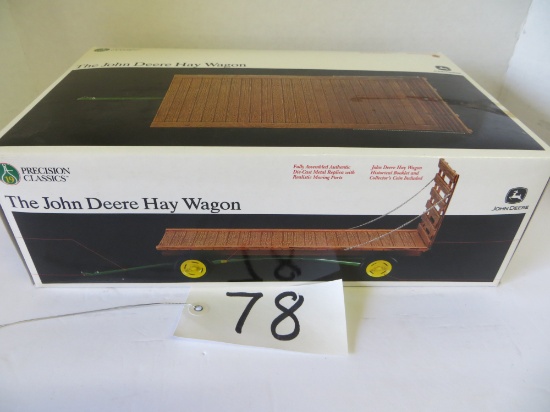 The John Deere Hay Wagon
PRECISION
CLASSICS
Fully Assembled Authentic
Die-Cast Metal Replica with
Realistic Moving Parts
John Deere Hay Wagon
Historical Booklet and
Collector's Coin Included
The John Deere Hay Wagon
JOHN DEERE
78